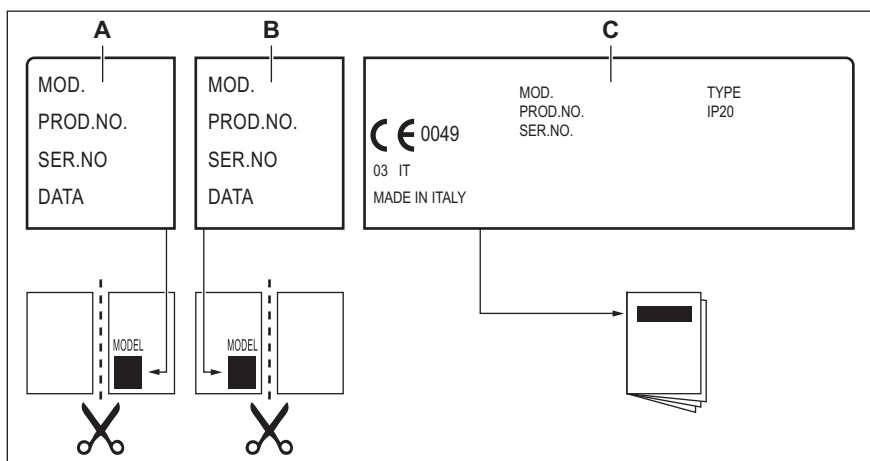 A
B
C
MOD.
PROD.NO.
SER.NO
DATA
MOD.
PROD.NO.
SER.NO
DATA
MOD.
PROD.NO.
SER.NO.
TYPE
IP20
CE 0049
03 IT
MADE IN ITALY
MODEL
MODEL